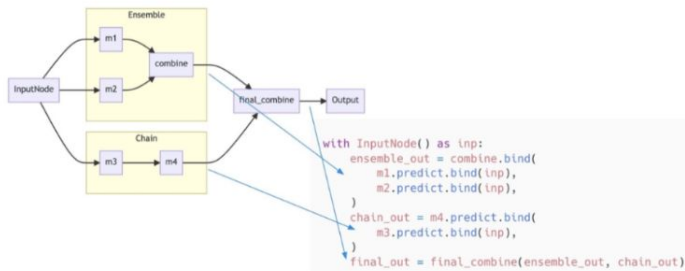 Ensemble
m1
combine
InputNode
m2
final_combine
Output
Chain
m3
m4
with InputNode() as inp:
ensemble_out = combine.bind(
m1.predict.bind(inp),
m2.predict.bind(inp),
)
chain_out = m4.predict.bind(
m3.predict.bind(inp),
)
final_out = final_combine(ensemble_out, chain_out)